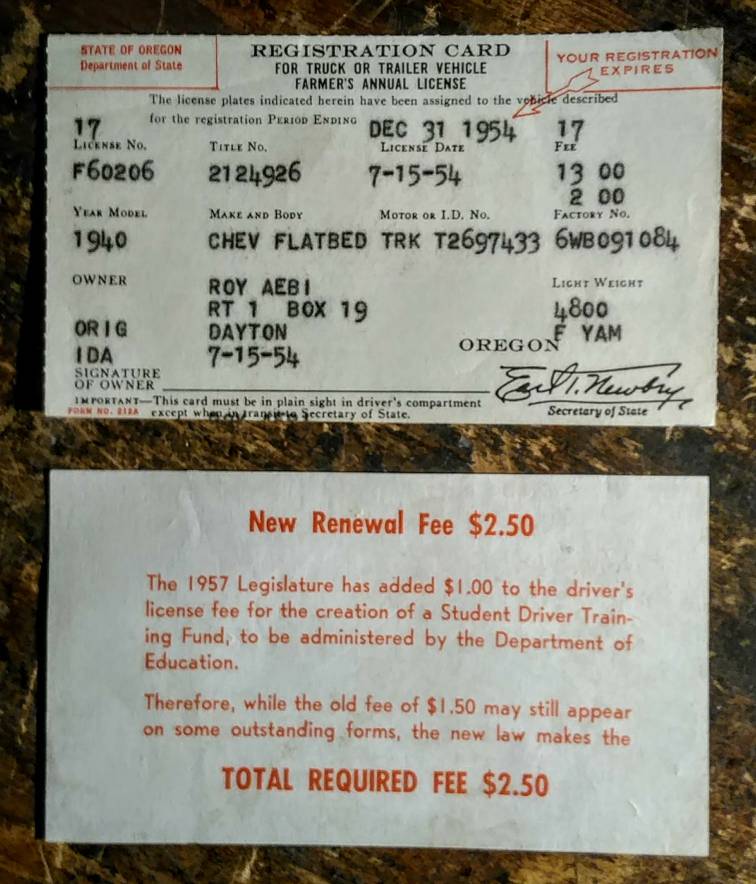 STATE OF OREGON
Department of State
REGISTRATION CARD
FOR TRUCK OR TRAILER VEHICLE
FARMER'S ANNUAL LICENSE
YOUR REGISTRATION
EXPIRES
The license plates indicated herein have been assigned to the vehicle described
for the registration PERIOD ENDING
DEC 31 1954
17
17
LICENSE NO.
TITLE NO.
LICENSE DATE
FEE
F60206
2124926
7-15-54
13 00
2 00
YEAR MODEL
MAKE AND BODY
MOTOR OR I.D. NO.
FACTORY NO.
1940
CHEV FLATBED TRK T2697433 6WB091084
OWNER
ROY AEBI
LIGHT WEIGHT
RT 1 BOX 19
4800
ORIG
DAYTON
OREGON
F YAM
IDA
7-15-54
SIGNATURE
OF OWNER
Earl T. Newbry
Secretary of State
IMPORTANT—This card must be in plain sight in driver's compartment
FORM NO. 212A
except when in transit to Secretary of State.
New Renewal Fee $2.50
The 1957 Legislature has added $1.00 to the driver's
license fee for the creation of a Student Driver Train-
ing Fund, to be administered by the Department of
Education.
Therefore, while the old fee of $1.50 may still appear
on some outstanding forms, the new law makes the
TOTAL REQUIRED FEE $2.50